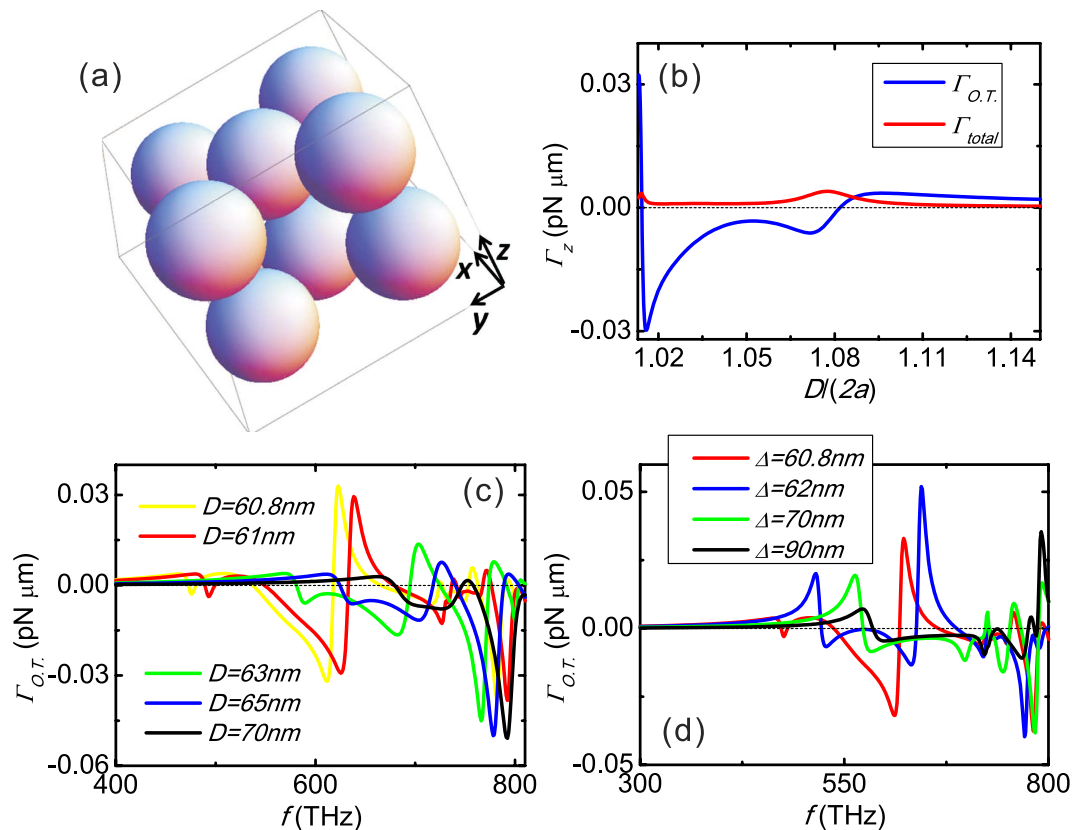 (a)
x
z
y
(b)
Γ_O.T.
Γ_total
0.03
0.00
-0.03
Γ_z (pN μm)
1.02 1.05 1.08 1.11 1.14
D/(2a)
(c)
D=60.8nm
D=61nm
D=63nm
D=65nm
D=70nm
0.03
0.00
-0.03
-0.06
Γ_O.T. (pN μm)
400 600 800
f(THz)
Δ=60.8nm
Δ=62nm
Δ=70nm
Δ=90nm
(d)
0.05
0.00
-0.05
Γ_O.T. (pN μm)
300 550 800
f(THz)